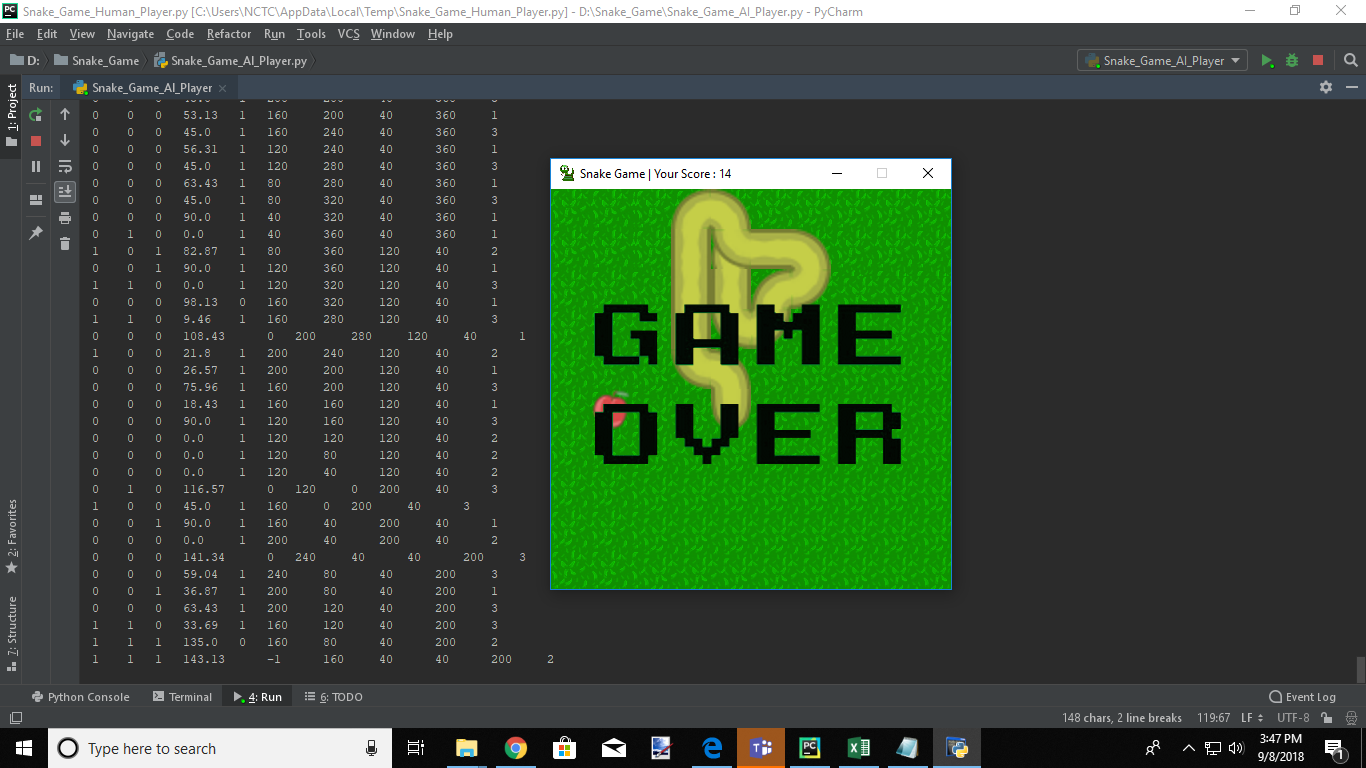 Snake_Game_Human_Player.py [C:\Users\NCTC\AppData\Local\Temp\Snake_Game_Human_Player.py] - D:\Snake_Game\Snake_Game_AI_Player.py - PyCharm
File Edit View Navigate Code Refactor Run Tools VCS Window Help
D: Snake_Game Snake_Game_AI_Player.py Snake_Game_AI_Player
Run: Snake_Game_AI_Player
1: Project
2: Favorites
7: Structure
0 0 0 53.13 1 160 200 40 360 1
0 0 0 45.0 1 160 240 40 360 3
0 0 0 56.31 1 120 240 40 360 1
0 0 0 45.0 1 120 280 40 360 3
0 0 0 63.43 1 80 280 40 360 1
0 0 0 45.0 1 80 320 40 360 3
0 0 0 90.0 1 40 320 40 360 1
0 1 0 0.0 1 40 360 40 360 1
1 0 1 82.87 1 80 360 120 40 2
0 0 1 90.0 1 120 360 120 40 1
1 1 0 0.0 1 120 320 120 40 3
0 0 0 98.13 0 160 320 120 40 1
1 1 0 9.46 1 160 280 120 40 3
0 0 0 108.43 0 200 280 120 40 1
1 0 0 21.8 1 200 240 120 40 2
0 0 0 26.57 1 200 200 120 40 1
0 0 0 75.96 1 160 200 120 40 3
0 0 0 18.43 1 160 160 120 40 1
0 0 0 90.0 1 120 160 120 40 3
0 0 0 0.0 1 120 120 120 40 2
0 0 0 0.0 1 120 80 120 40 2
0 0 0 0.0 1 120 40 120 40 2
0 1 0 116.57 0 120 0 200 40 3
1 0 0 45.0 1 160 0 200 40 3
0 0 1 90.0 1 160 40 200 40 1
0 0 0 0.0 1 200 40 200 40 2
0 0 0 141.34 0 240 40 40 200 3
0 0 0 59.04 1 240 80 40 200 3
0 0 1 36.87 1 200 80 40 200 1
0 0 0 63.43 1 200 120 40 200 3
1 1 0 33.69 1 160 120 40 200 3
1 1 1 135.0 0 160 80 40 200 2
1 1 1 143.13 -1 160 40 40 200 2
Snake Game | Your Score : 14
GAME
OVER
Python Console Terminal 4: Run 6: TODO Event Log
148 chars, 2 line breaks 119:67 LF UTF-8
Type here to search
3:47 PM
9/8/2018
1